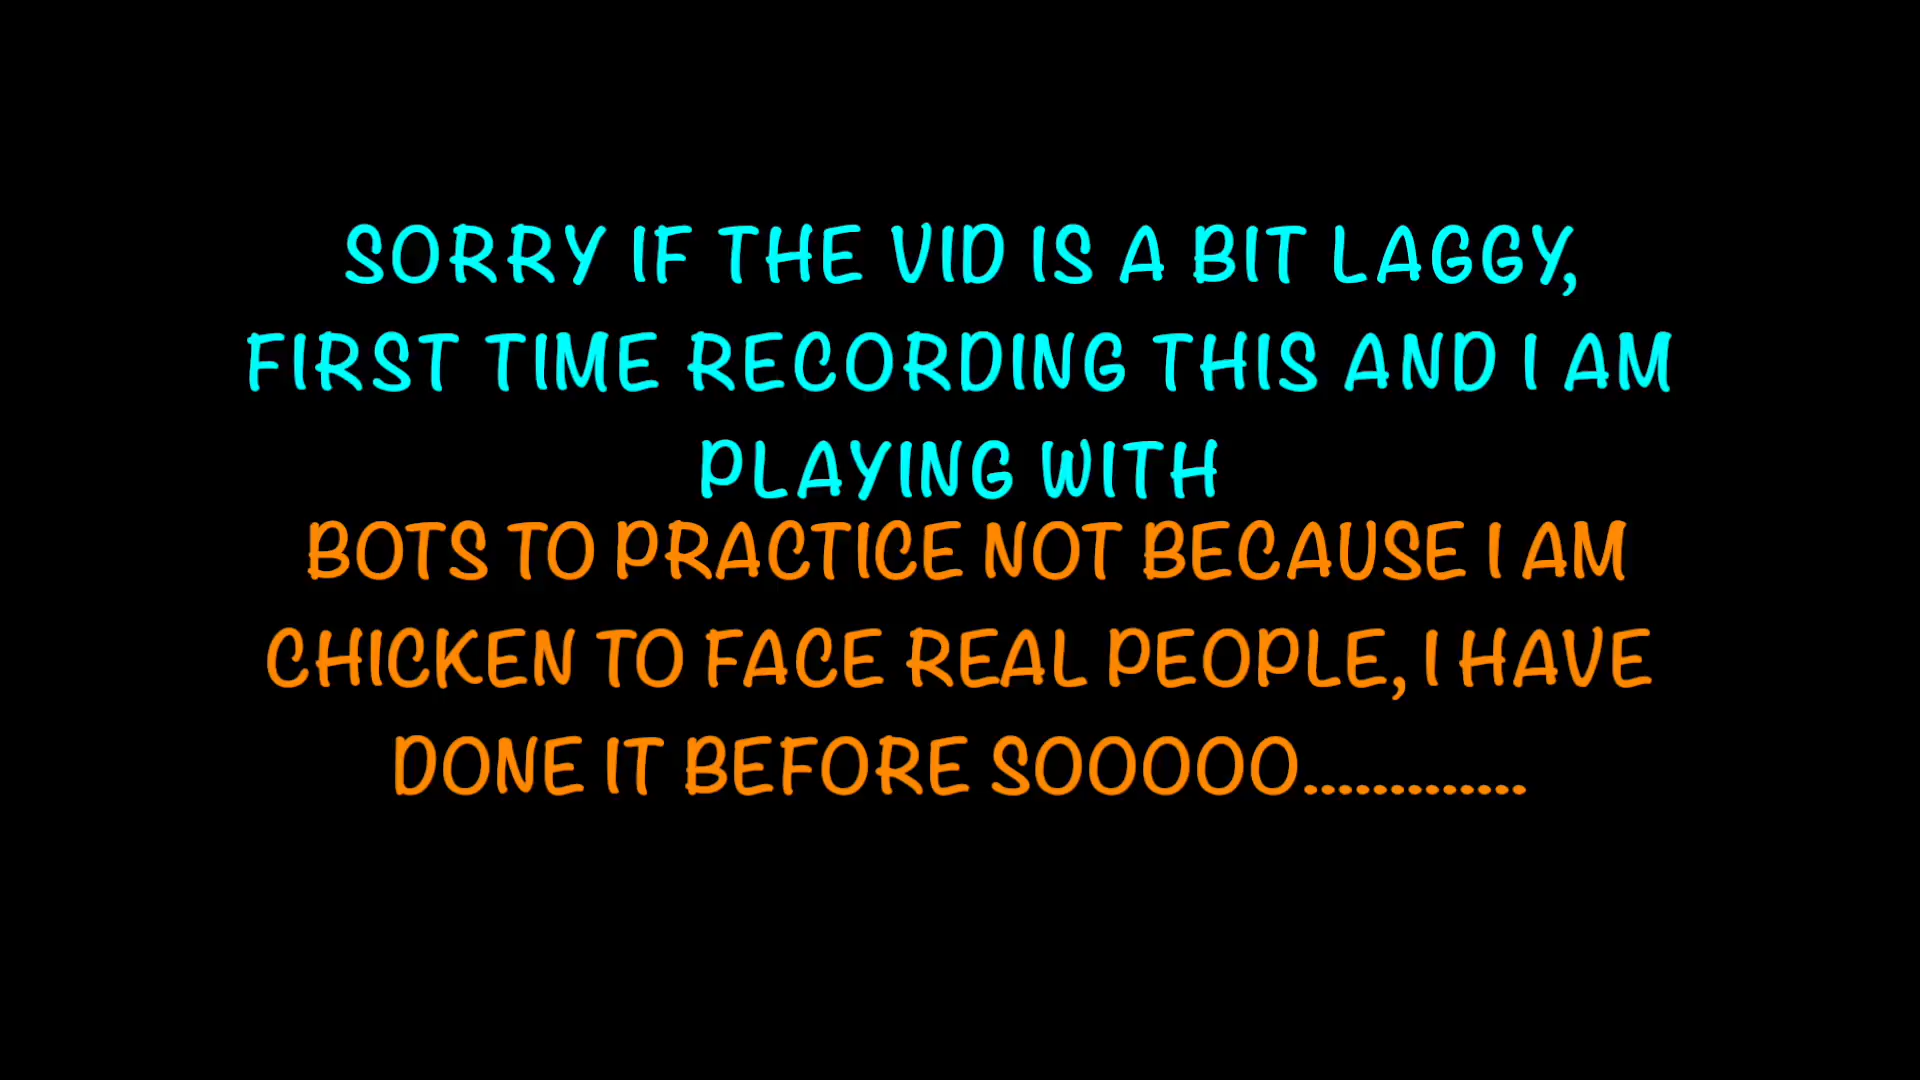 SORRY IF THE VID IS A BIT LAGGY,
FIRST TIME RECORDING THIS AND I AM
PLAYING WITH
BOTS TO PRACTICE NOT BECAUSE I AM
CHICKEN TO FACE REAL PEOPLE, I HAVE
DONE IT BEFORE SOOOOO.............